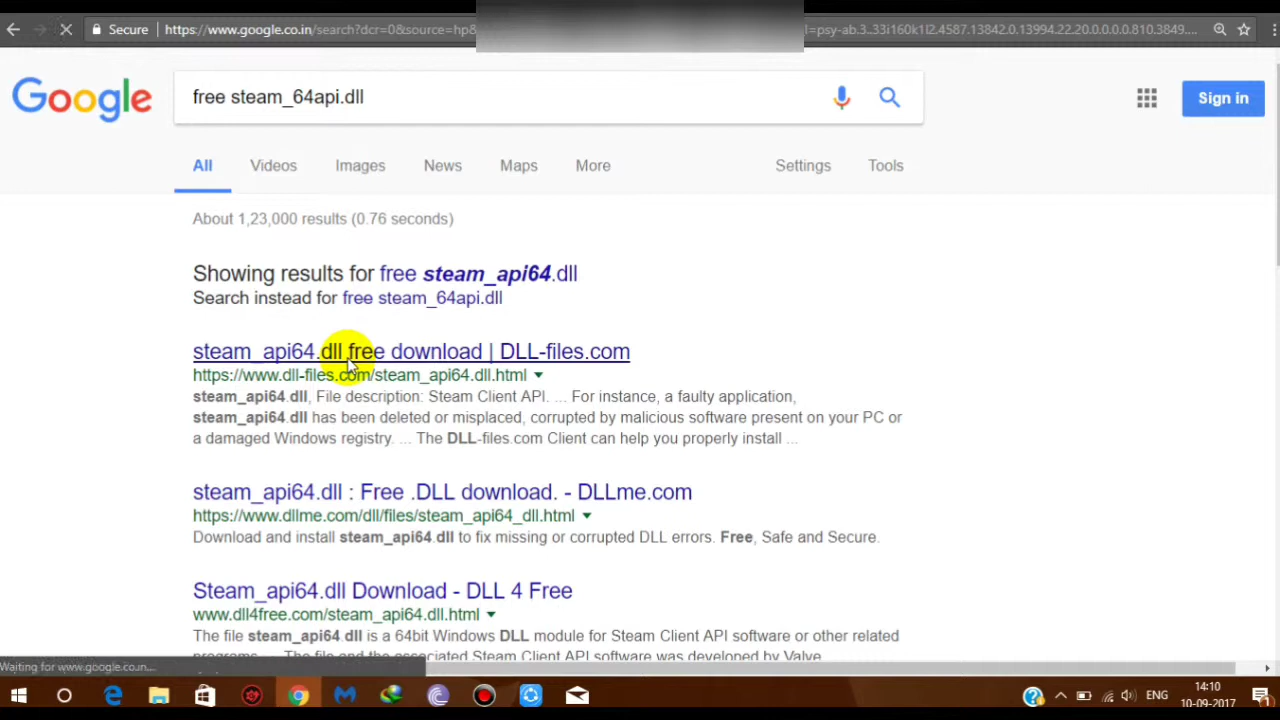 Secure
https://www.google.co.in/search?dcr=0&source=hp&
l=psy-ab.3..33i160k1l2.4587.13842.0.13994.22.20.0.0.0.0.810.3849....
Google
free steam_64api.dll
Sign in
All
Videos
Images
News
Maps
More
Settings
Tools
About 1,23,000 results (0.76 seconds)
Showing results for free steam_api64.dll
Search instead for free steam_64api.dll
steam_api64.dll free download | DLL-files.com
https://www.dll-files.com/steam_api64.dll.html
steam_api64.dll, File description: Steam Client API. ... For instance, a faulty application,
steam_api64.dll has been deleted or misplaced, corrupted by malicious software present on your PC or
a damaged Windows registry. ... The DLL-files.com Client can help you properly install ...
steam_api64.dll : Free .DLL download. - DLLme.com
https://www.dllme.com/dll/files/steam_api64_dll.html
Download and install steam_api64.dll to fix missing or corrupted DLL errors. Free, Safe and Secure.
Steam_api64.dll Download - DLL 4 Free
www.dll4free.com/steam_api64.dll.html
The file steam_api64.dll is a 64bit Windows DLL module for Steam Client API software or other related
programs. ... The file and the associated Steam Client API software was developed by Valve
Waiting for www.google.co.in...
ENG
14:10
10-09-2017